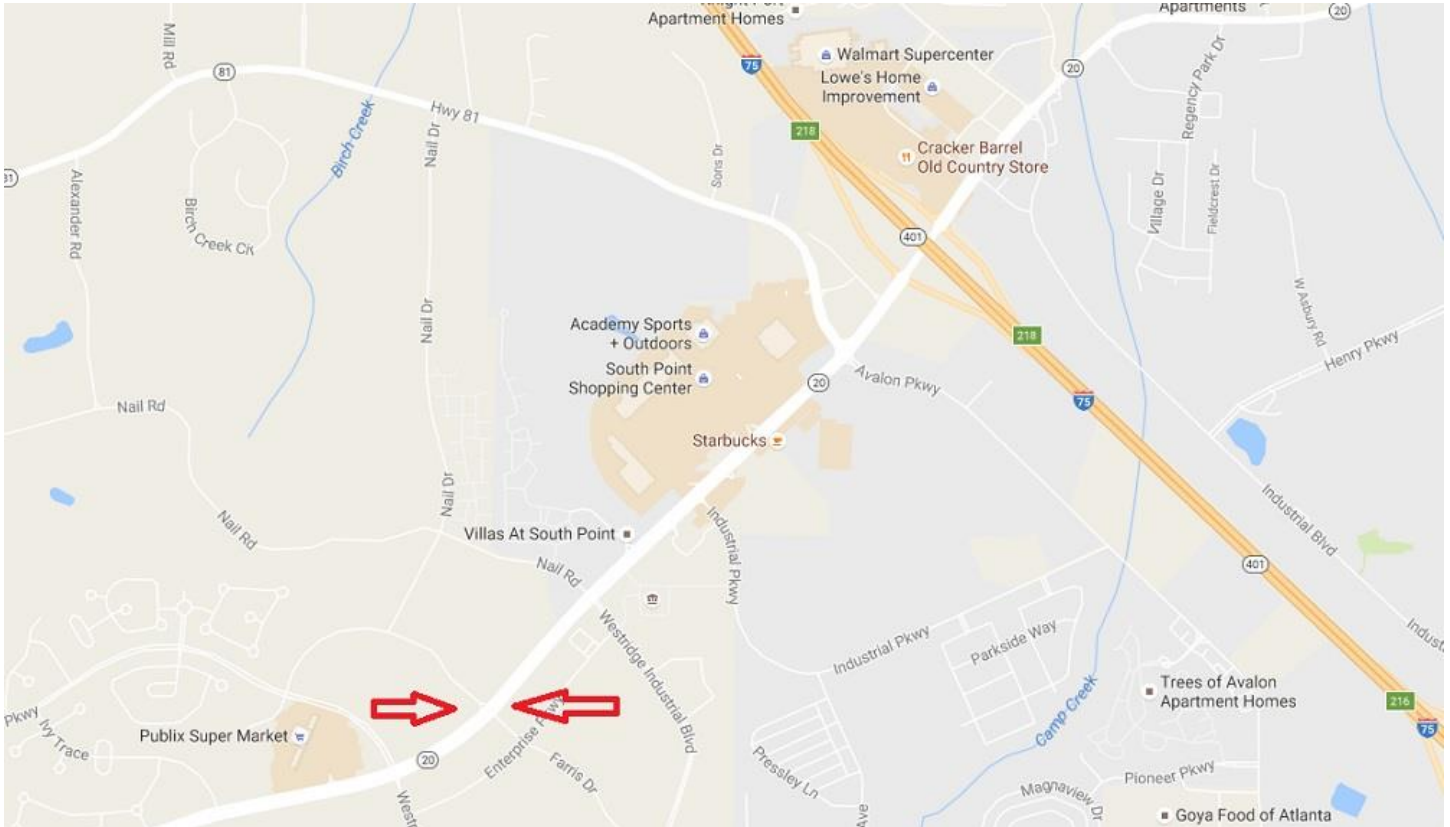 Apartment Homes
Apartments
20
Mill Rd
81
75
Walmart Supercenter
Lowe's Home
Improvement
20
Regency Park Dr
Birch Creek
Hwy 81
Nail Dr
218
Sons Dr
Cracker Barrel
Old Country Store
Village Dr
Fieldcrest Dr
Alexander Rd
Birch Creek Cir
401
W Asbury Rd
Nail Dr
Academy Sports
+ Outdoors
218
Henry Pkwy
South Point
Shopping Center
20
Avalon Pkwy
75
Nail Rd
Starbucks
Nail Dr
Industrial Blvd
Nail Rd
Villas At South Point
Industrial Pkwy
Nail Rd
401
Westridge Industrial Blvd
Industrial Pkwy
Parkside Way
Trees of Avalon
Apartment Homes
216
75
Pkwy
Ivy Trace
Publix Super Market
20
Enterprise Pkwy
Farris Dr
Camp Creek
Pressley Ln
Pioneer Pkwy
Magnaview Dr
Ave
Goya Food of Atlanta